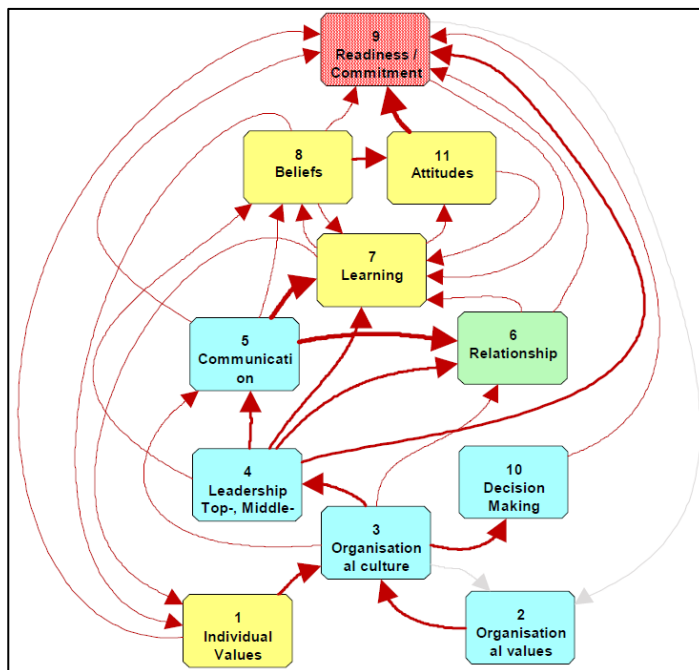 9
Readiness /
Commitment
8
Beliefs
11
Attitudes
7
Learning
5
Communicati
on
6
Relationship
4
Leadership
Top-, Middle-
10
Decision
Making
3
Organisation
al culture
1
Individual
Values
2
Organisation
al values